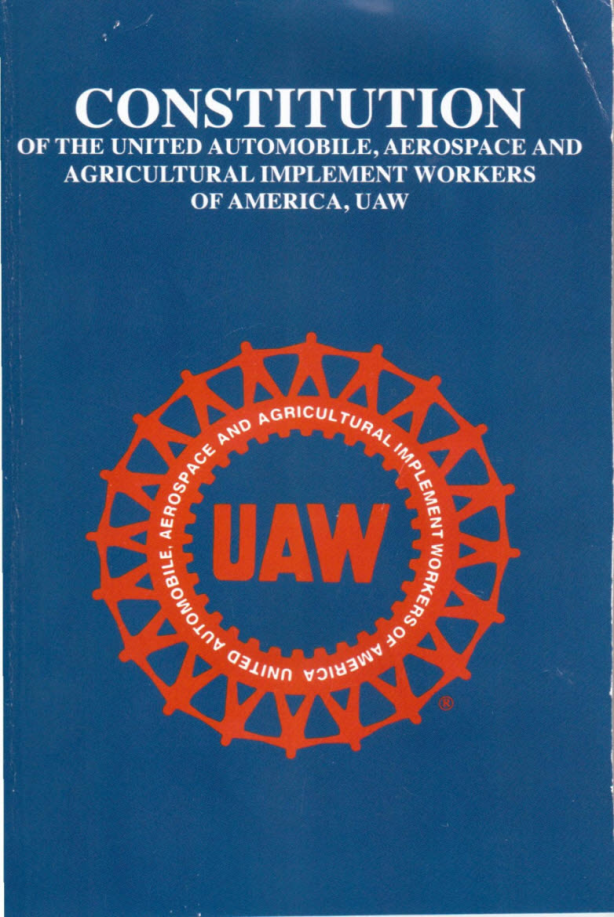 CONSTITUTION
OF THE UNITED AUTOMOBILE, AEROSPACE AND
AGRICULTURAL IMPLEMENT WORKERS
OF AMERICA, UAW
UNITED AUTOMOBILE, AEROSPACE AND AGRICULTURAL IMPLEMENT WORKERS OF AMERICA
UAW
®